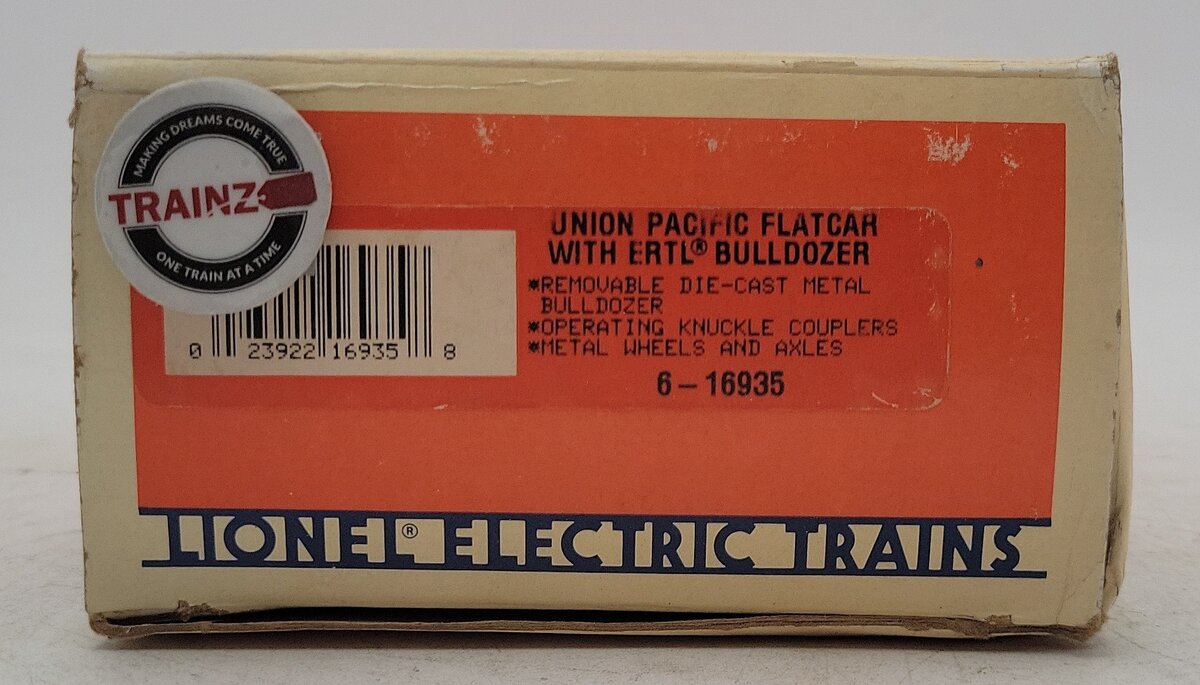 MAKING DREAMS COME TRUE
TRAINZ
ONE TRAIN AT A TIME
UNION PACIFIC FLATCAR
WITH ERTL® BULLDOZER
*REMOVABLE DIE-CAST METAL
BULLDOZER
*OPERATING KNUCKLE COUPLERS
*METAL WHEELS AND AXLES
6-16935
0 23922 16935 8
LIONEL® ELECTRIC TRAINS